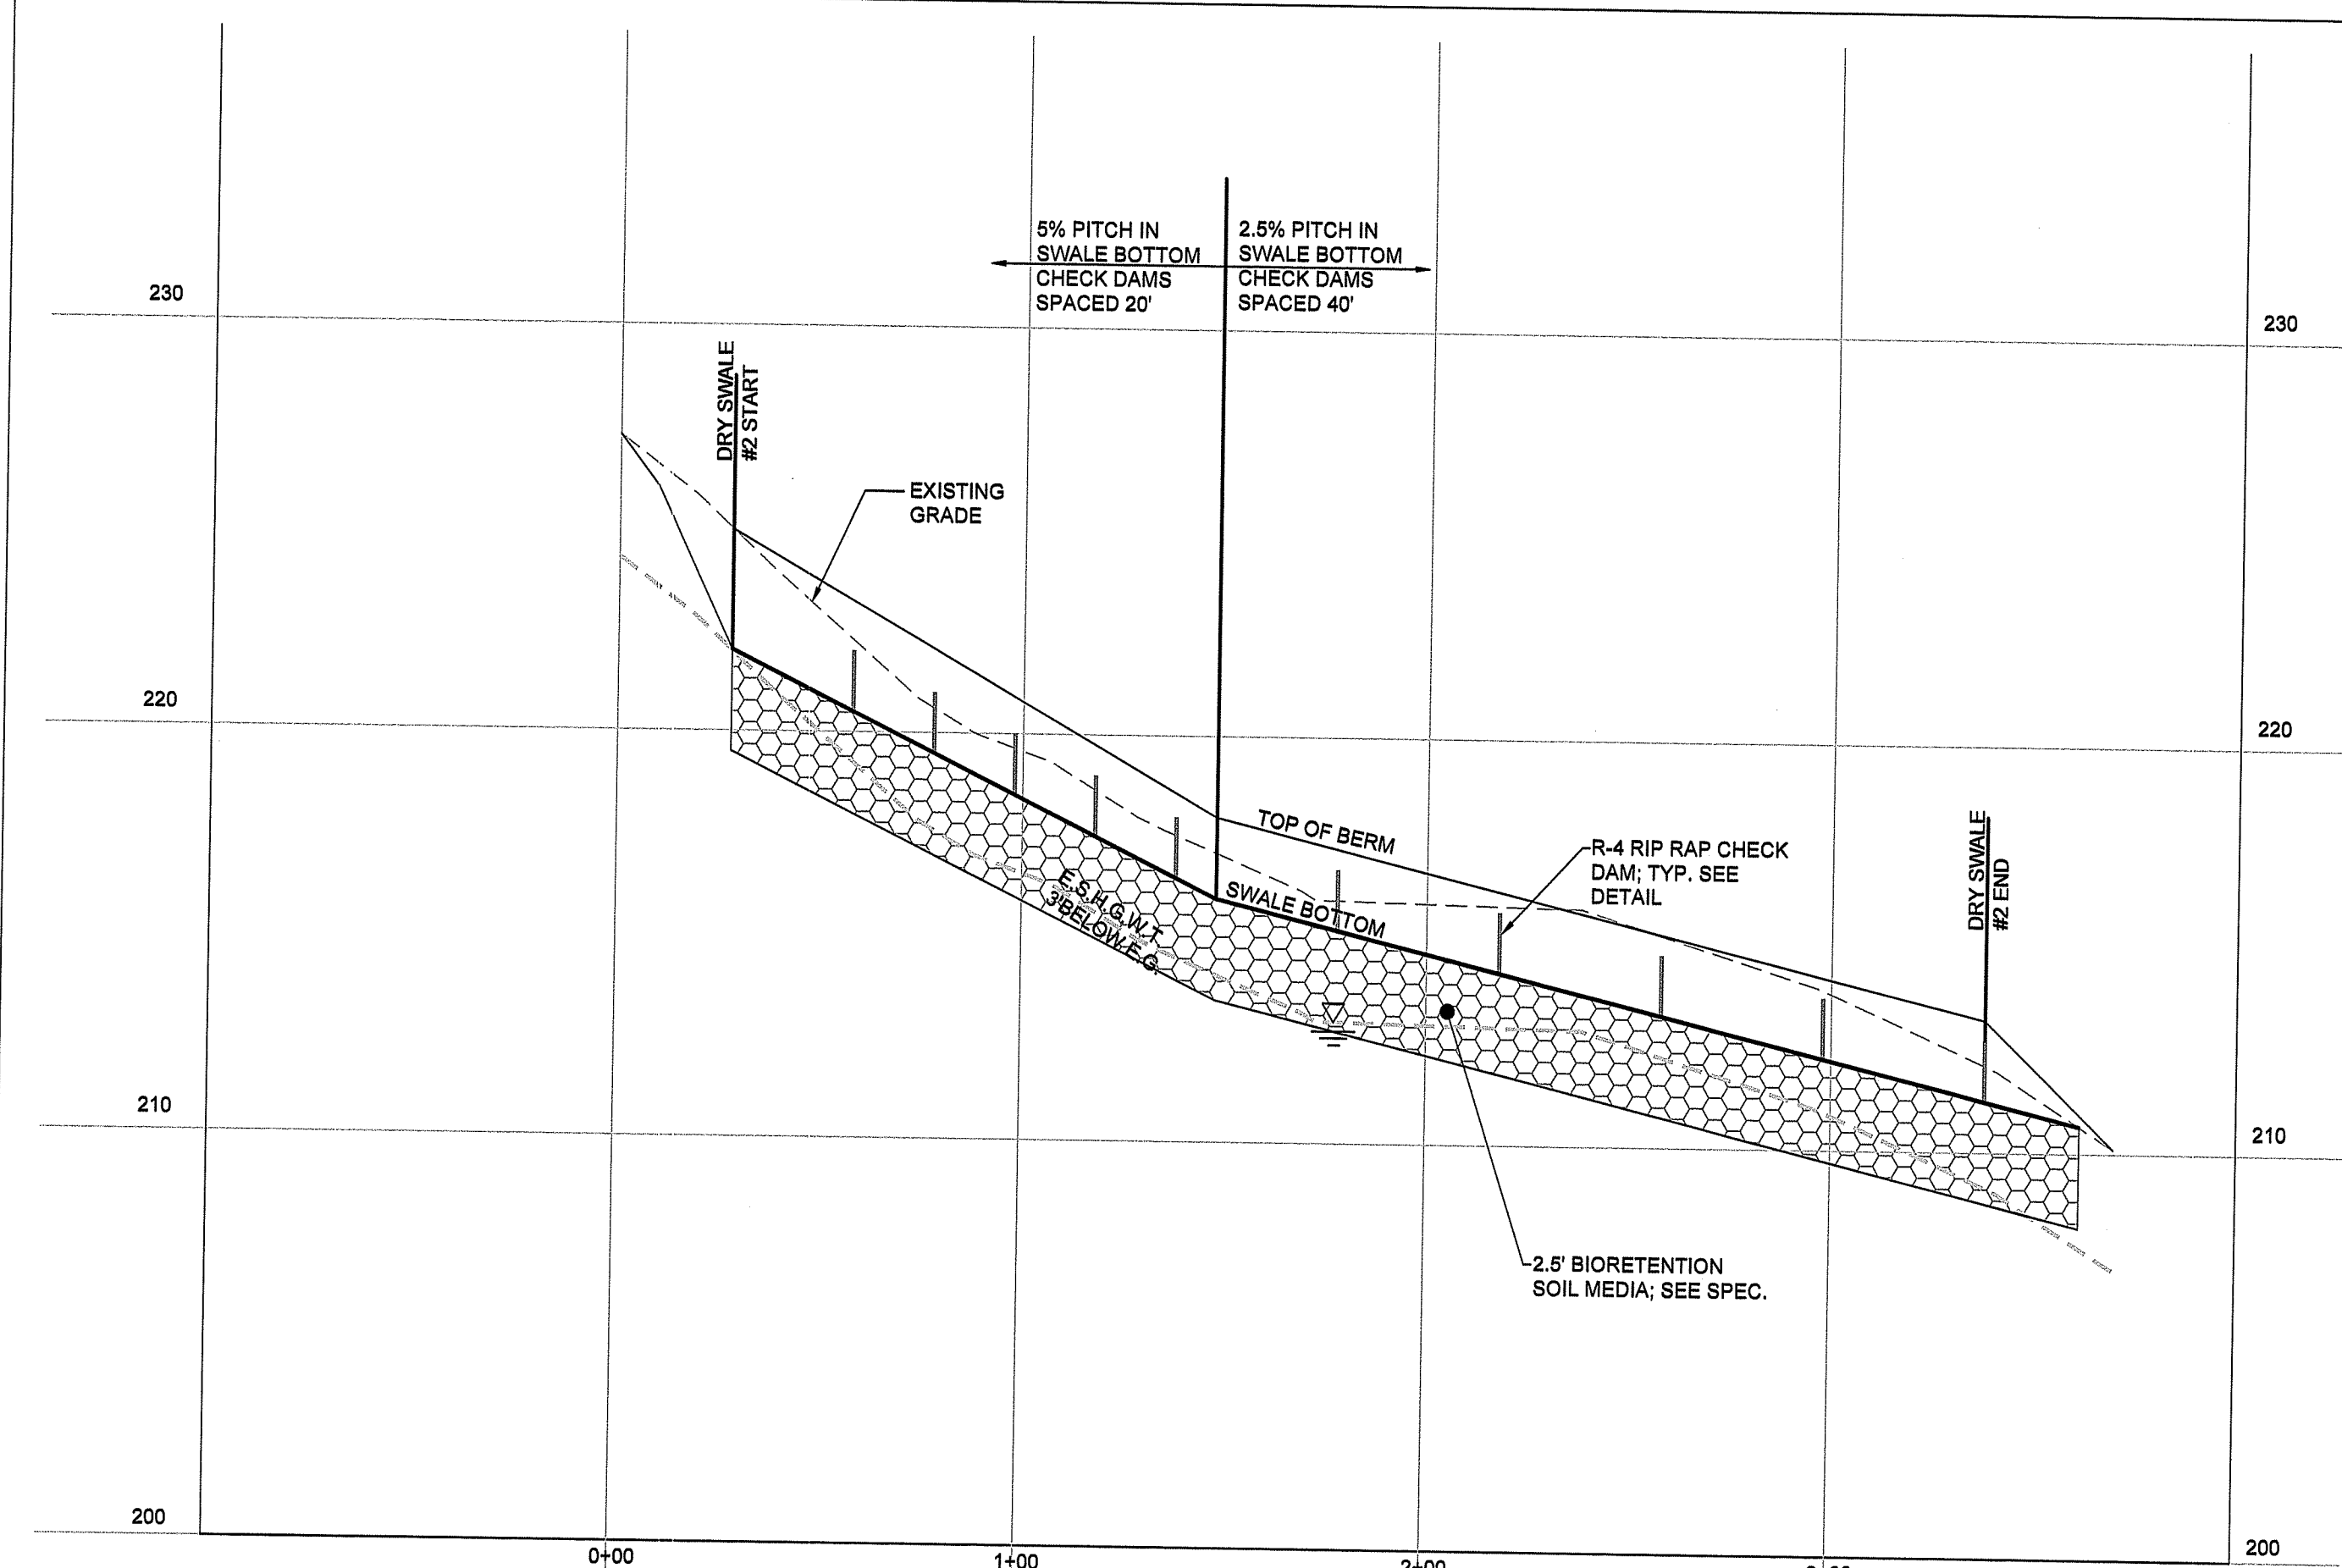 5% PITCH IN
SWALE BOTTOM
CHECK DAMS
SPACED 20'
2.5% PITCH IN
SWALE BOTTOM
CHECK DAMS
SPACED 40'
230
230
DRY SWALE
#2 START
EXISTING
GRADE
220
220
TOP OF BERM
R-4 RIP RAP CHECK
DAM; TYP. SEE
DETAIL
DRY SWALE
#2 END
SWALE BOTTOM
E.S.H.G.W.T
3'BELOW E.G.
210
210
2.5' BIORETENTION
SOIL MEDIA; SEE SPEC.
200
200
0+00
1+00
2+00